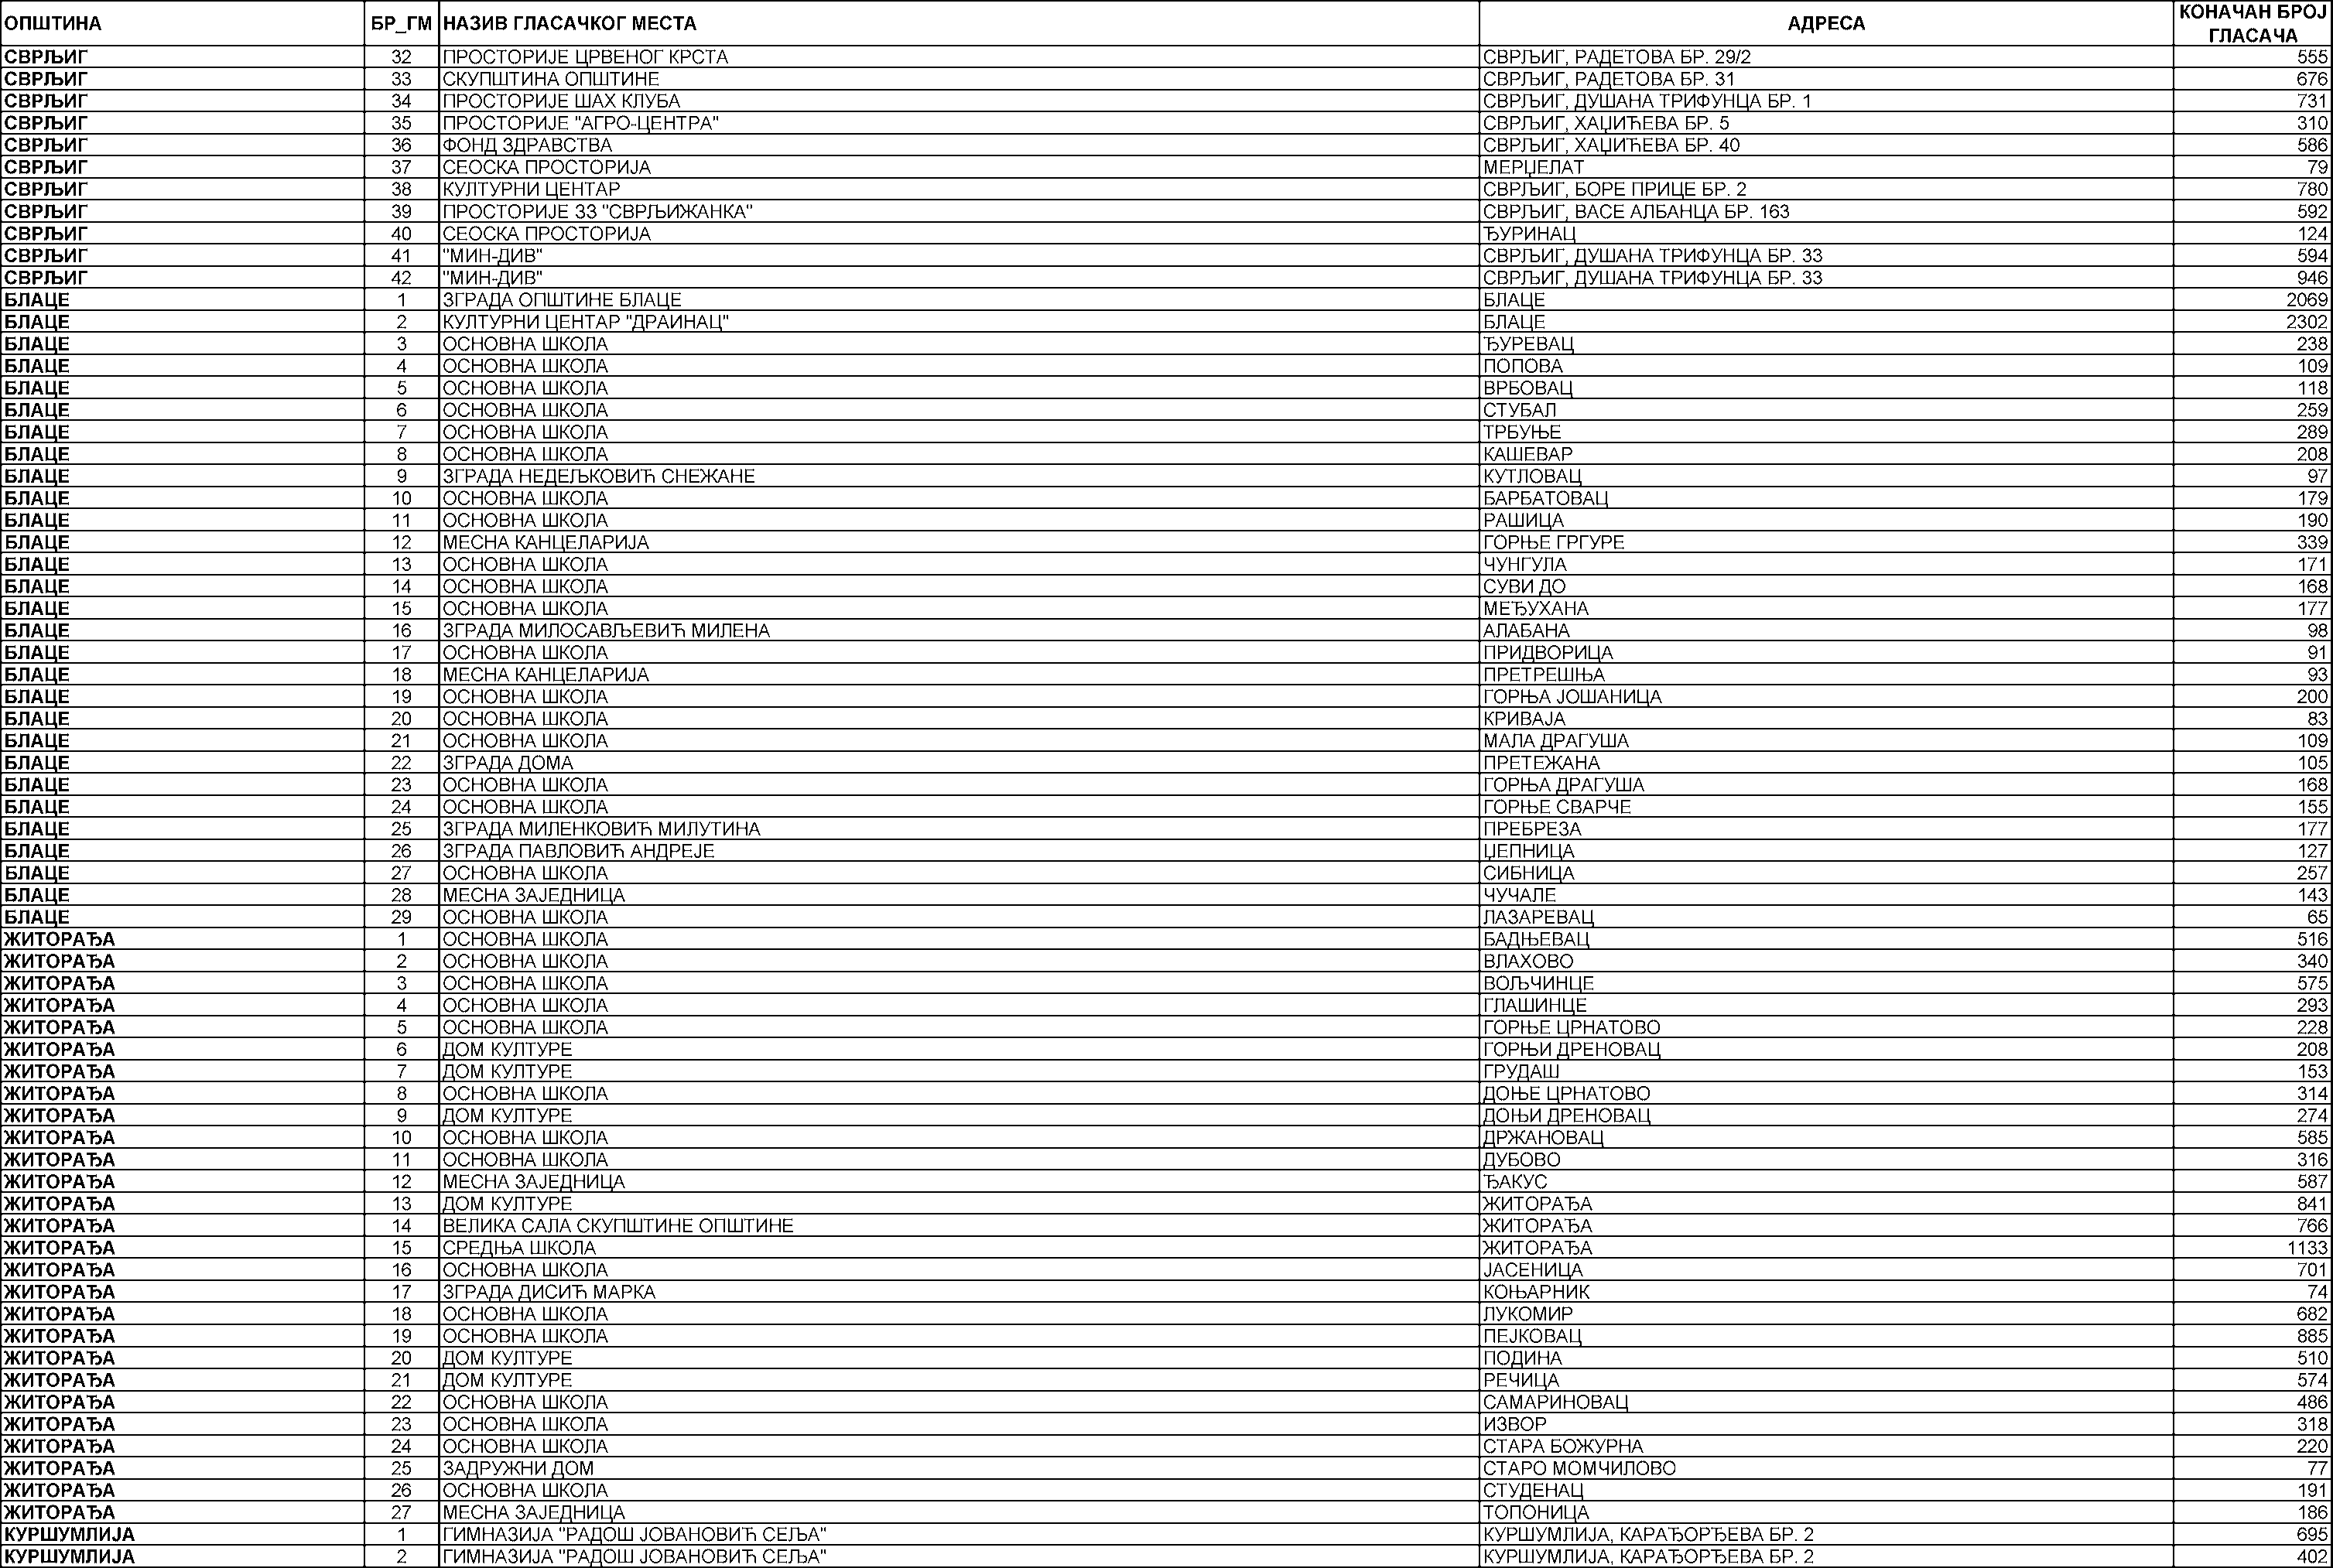 ОПШТИНА БР_ГМ НАЗИВ ГЛАСАЧКОГ МЕСТА АДРЕСА КОНАЧАН БРОЈ ГЛАСАЧА
СВРЉИГ 32 ПРОСТОРИЈЕ ЦРВЕНОГ КРСТА СВРЉИГ, РАДЕТОВА БР. 29/2 555
СВРЉИГ 33 СКУПШТИНА ОПШТИНЕ СВРЉИГ, РАДЕТОВА БР. 31 676
СВРЉИГ 34 ПРОСТОРИЈЕ ШАХ КЛУБА СВРЉИГ, ДУШАНА ТРИФУНЦА БР. 1 731
СВРЉИГ 35 ПРОСТОРИЈЕ "АГРО-ЦЕНТРА" СВРЉИГ, ХАЏИЋЕВА БР. 5 310
СВРЉИГ 36 ФОНД ЗДРАВСТВА СВРЉИГ, ХАЏИЋЕВА БР. 40 586
СВРЉИГ 37 СЕОСКА ПРОСТОРИЈА МЕРЏЕЛАТ 79
СВРЉИГ 38 КУЛТУРНИ ЦЕНТАР СВРЉИГ, БОРЕ ПРИЦЕ БР. 2 780
СВРЉИГ 39 ПРОСТОРИЈЕ ЗЗ "СВРЉИЖАНКА" СВРЉИГ, ВАСЕ АЛБАНЦА БР. 163 592
СВРЉИГ 40 СЕОСКА ПРОСТОРИЈА ЂУРИНАЦ 124
СВРЉИГ 41 "МИН-ДИВ" СВРЉИГ, ДУШАНА ТРИФУНЦА БР. 33 594
СВРЉИГ 42 "МИН-ДИВ" СВРЉИГ, ДУШАНА ТРИФУНЦА БР. 33 946
БЛАЦЕ 1 ЗГРАДА ОПШТИНЕ БЛАЦЕ БЛАЦЕ 2069
БЛАЦЕ 2 КУЛТУРНИ ЦЕНТАР "ДРАИНАЦ" БЛАЦЕ 2302
БЛАЦЕ 3 ОСНОВНА ШКОЛА ЂУРЕВАЦ 238
БЛАЦЕ 4 ОСНОВНА ШКОЛА ПОПОВА 109
БЛАЦЕ 5 ОСНОВНА ШКОЛА ВРБОВАЦ 118
БЛАЦЕ 6 ОСНОВНА ШКОЛА СТУБАЛ 259
БЛАЦЕ 7 ОСНОВНА ШКОЛА ТРБУЊЕ 289
БЛАЦЕ 8 ОСНОВНА ШКОЛА КАШЕВАР 208
БЛАЦЕ 9 ЗГРАДА НЕДЕЉКОВИЋ СНЕЖАНЕ КУТЛОВАЦ 97
БЛАЦЕ 10 ОСНОВНА ШКОЛА БАРБАТОВАЦ 179
БЛАЦЕ 11 ОСНОВНА ШКОЛА РАШИЦА 190
БЛАЦЕ 12 МЕСНА КАНЦЕЛАРИЈА ГОРЊЕ ГРГУРЕ 339
БЛАЦЕ 13 ОСНОВНА ШКОЛА ЧУНГУЛА 171
БЛАЦЕ 14 ОСНОВНА ШКОЛА СУВИ ДО 168
БЛАЦЕ 15 ОСНОВНА ШКОЛА МЕЂУХАНА 177
БЛАЦЕ 16 ЗГРАДА МИЛОСАВЉЕВИЋ МИЛЕНА АЛАБАНА 98
БЛАЦЕ 17 ОСНОВНА ШКОЛА ПРИДВОРИЦА 91
БЛАЦЕ 18 МЕСНА КАНЦЕЛАРИЈА ПРЕТРЕШЊА 93
БЛАЦЕ 19 ОСНОВНА ШКОЛА ГОРЊА ЈОШАНИЦА 200
БЛАЦЕ 20 ОСНОВНА ШКОЛА КРИВАЈА 83
БЛАЦЕ 21 ОСНОВНА ШКОЛА МАЛА ДРАГУША 109
БЛАЦЕ 22 ЗГРАДА ДОМА ПРЕТЕЖАНА 105
БЛАЦЕ 23 ОСНОВНА ШКОЛА ГОРЊА ДРАГУША 168
БЛАЦЕ 24 ОСНОВНА ШКОЛА ГОРЊЕ СВАРЧЕ 155
БЛАЦЕ 25 ЗГРАДА МИЛЕНКОВИЋ МИЛУТИНА ПРЕБРЕЗА 177
БЛАЦЕ 26 ЗГРАДА ПАВЛОВИЋ АНДРЕЈЕ ЏЕПНИЦА 127
БЛАЦЕ 27 ОСНОВНА ШКОЛА СИБНИЦА 257
БЛАЦЕ 28 МЕСНА ЗАЈЕДНИЦА ЧУЧАЛЕ 143
БЛАЦЕ 29 ОСНОВНА ШКОЛА ЛАЗАРЕВАЦ 65
ЖИТОРАЂА 1 ОСНОВНА ШКОЛА БАДЊЕВАЦ 516
ЖИТОРАЂА 2 ОСНОВНА ШКОЛА ВЛАХОВО 340
ЖИТОРАЂА 3 ОСНОВНА ШКОЛА ВОЉЧИНЦЕ 575
ЖИТОРАЂА 4 ОСНОВНА ШКОЛА ГЛАШИНЦЕ 293
ЖИТОРАЂА 5 ОСНОВНА ШКОЛА ГОРЊЕ ЦРНАТОВО 228
ЖИТОРАЂА 6 ДОМ КУЛТУРЕ ГОРЊИ ДРЕНОВАЦ 208
ЖИТОРАЂА 7 ДОМ КУЛТУРЕ ГРУДАШ 153
ЖИТОРАЂА 8 ОСНОВНА ШКОЛА ДОЊЕ ЦРНАТОВО 314
ЖИТОРАЂА 9 ДОМ КУЛТУРЕ ДОЊИ ДРЕНОВАЦ 274
ЖИТОРАЂА 10 ОСНОВНА ШКОЛА ДРЖАНОВАЦ 585
ЖИТОРАЂА 11 ОСНОВНА ШКОЛА ДУБОВО 316
ЖИТОРАЂА 12 МЕСНА ЗАЈЕДНИЦА ЂАКУС 587
ЖИТОРАЂА 13 ДОМ КУЛТУРЕ ЖИТОРАЂА 841
ЖИТОРАЂА 14 ВЕЛИКА САЛА СКУПШТИНЕ ОПШТИНЕ ЖИТОРАЂА 766
ЖИТОРАЂА 15 СРЕДЊА ШКОЛА ЖИТОРАЂА 1133
ЖИТОРАЂА 16 ОСНОВНА ШКОЛА ЈАСЕНИЦА 701
ЖИТОРАЂА 17 ЗГРАДА ДИСИЋ МАРКА КОЊАРНИК 74
ЖИТОРАЂА 18 ОСНОВНА ШКОЛА ЛУКОМИР 682
ЖИТОРАЂА 19 ОСНОВНА ШКОЛА ПЕЈКОВАЦ 885
ЖИТОРАЂА 20 ДОМ КУЛТУРЕ ПОДИНА 510
ЖИТОРАЂА 21 ДОМ КУЛТУРЕ РЕЧИЦА 574
ЖИТОРАЂА 22 ОСНОВНА ШКОЛА САМАРИНОВАЦ 486
ЖИТОРАЂА 23 ОСНОВНА ШКОЛА ИЗВОР 318
ЖИТОРАЂА 24 ОСНОВНА ШКОЛА СТАРА БОЖУРНА 220
ЖИТОРАЂА 25 ЗАДРУЖНИ ДОМ СТАРО МОМЧИЛОВО 77
ЖИТОРАЂА 26 ОСНОВНА ШКОЛА СТУДЕНАЦ 191
ЖИТОРАЂА 27 МЕСНА ЗАЈЕДНИЦА ТОПОНИЦА 186
КУРШУМЛИЈА 1 ГИМНАЗИЈА "РАДОШ ЈОВАНОВИЋ СЕЉА" КУРШУМЛИЈА, КАРАЂОРЂЕВА БР. 2 695
КУРШУМЛИЈА 2 ГИМНАЗИЈА "РАДОШ ЈОВАНОВИЋ СЕЉА" КУРШУМЛИЈА, КАРАЂОРЂЕВА БР. 2 402